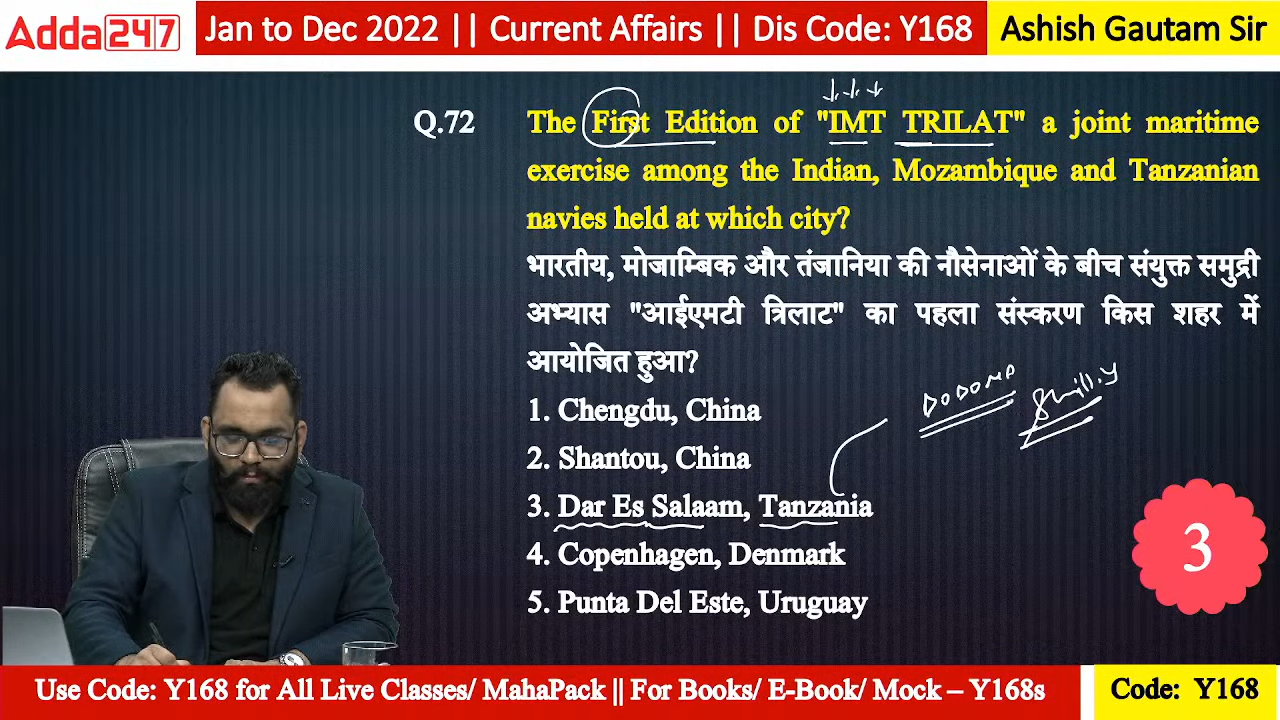 Adda247 Jan to Dec 2022 || Current Affairs || Dis Code: Y168 Ashish Gautam Sir
Q.72 The First Edition of "IMT TRILAT" a joint maritime
exercise among the Indian, Mozambique and Tanzanian
navies held at which city?
भारतीय, मोजाम्बिक और तंजानिया की नौसेनाओं के बीच संयुक्त समुद्री
अभ्यास "आईएमटी त्रिलाट" का पहला संस्करण किस शहर में
आयोजित हुआ?
DODOMA
1. Chengdu, China
2. Shantou, China
3. Dar Es Salaam, Tanzania
4. Copenhagen, Denmark
5. Punta Del Este, Uruguay
3
Use Code: Y168 for All Live Classes/ MahaPack || For Books/ E-Book/ Mock – Y168s
Code: Y168